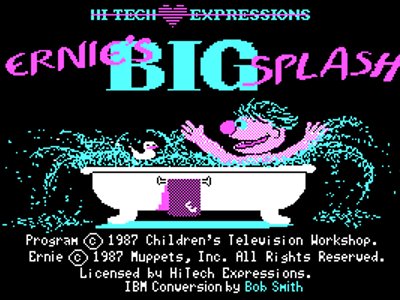 HI TECH EXPRESSIONS
ERNIE'S BIG SPLASH
Program © 1987 Children's Television Workshop.
Ernie © 1987 Muppets, Inc. All Rights Reserved.
Licensed by HiTech Expressions.
IBM Conversion by Bob Smith